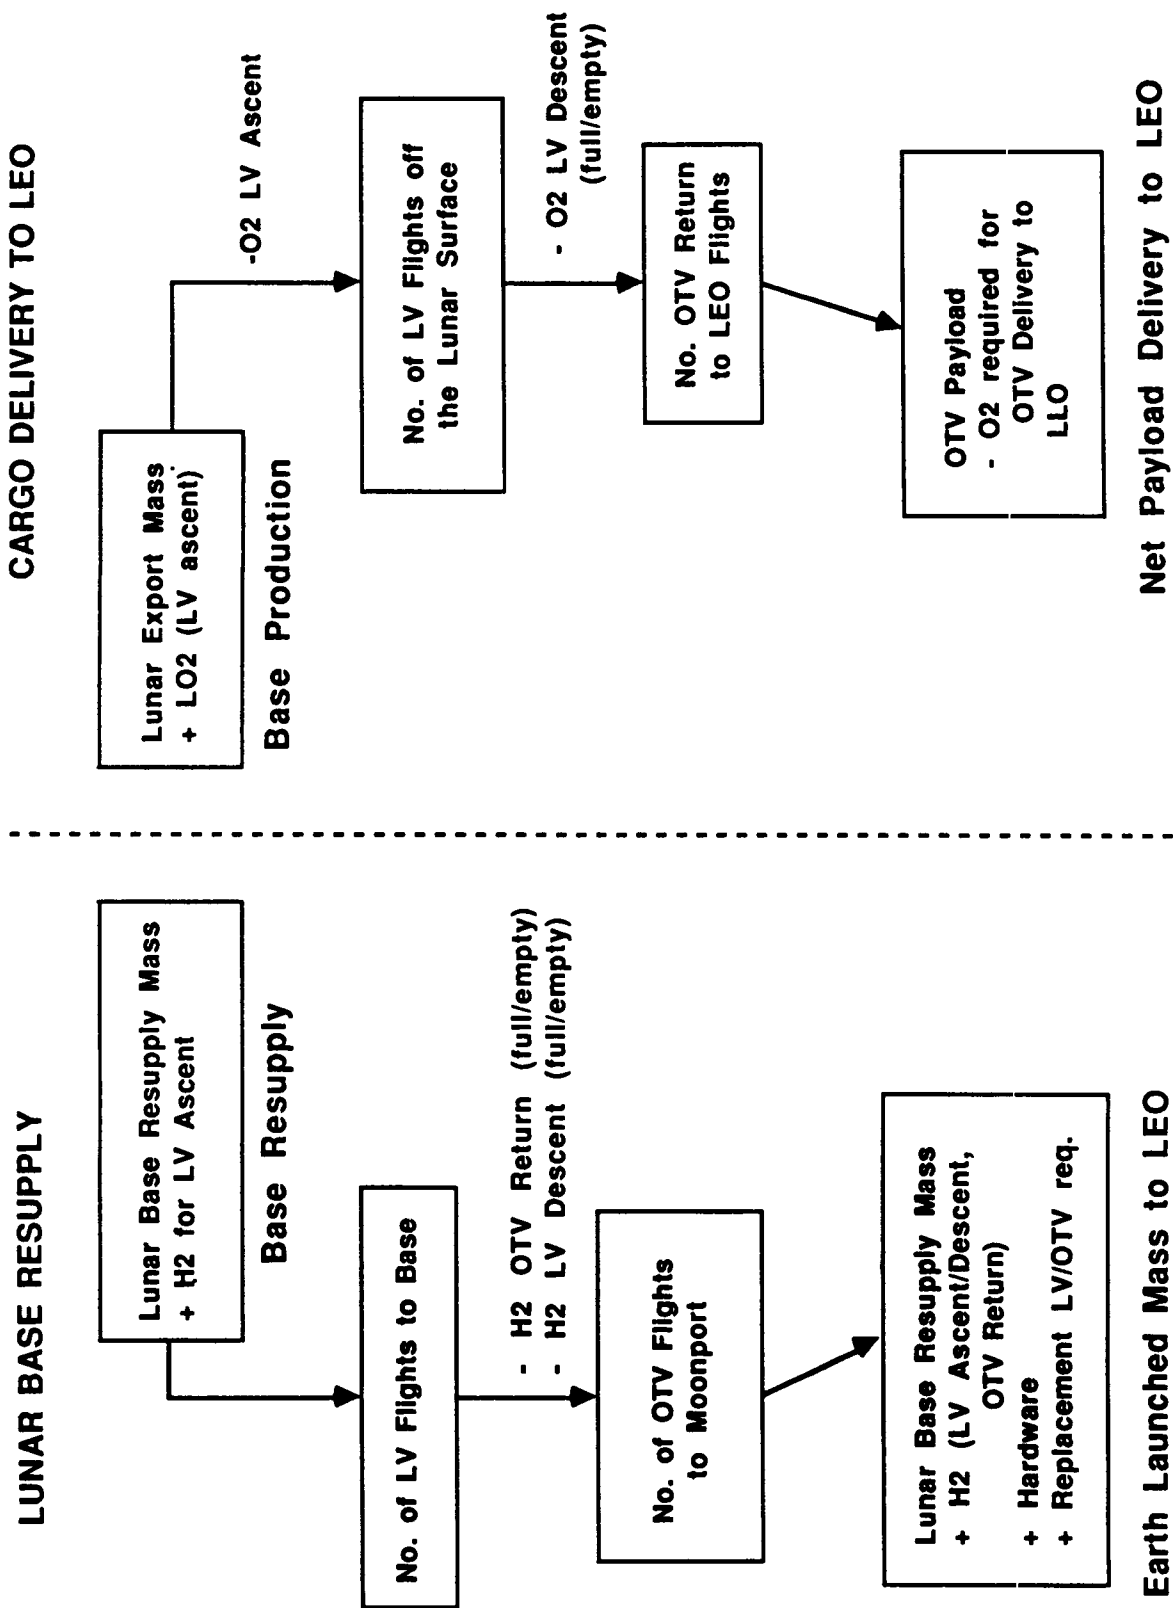 LUNAR BASE RESUPPLY
Lunar Base Resupply Mass
+ H2 for LV Ascent
Base Resupply
No. of LV Flights to Base
- H2 OTV Return (full/empty)
- H2 LV Descent (full/empty)
No. of OTV Flights
to Moonport
Lunar Base Resupply Mass
+ H2 (LV Ascent/Descent,
OTV Return)
+ Hardware
+ Replacement LV/OTV req.
Earth Launched Mass to LEO
CARGO DELIVERY TO LEO
Lunar Export Mass
+ LO2 (LV ascent)
Base Production
-O2 LV Ascent
No. of LV Flights off
the Lunar Surface
- O2 LV Descent
(full/empty)
No. OTV Return
to LEO Flights
OTV Payload
- O2 required for
OTV Delivery to
LLO
Net Payload Delivery to LEO